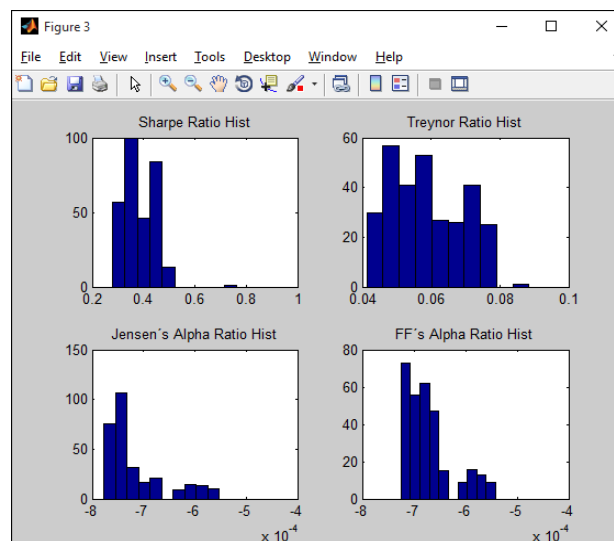 Figure 3
File Edit View Insert Tools Desktop Window Help
Sharpe Ratio Hist
100
50
0
0.2 0.4 0.6 0.8 1
Treynor Ratio Hist
60
40
20
0
0.04 0.06 0.08 0.1
Jensen´s Alpha Ratio Hist
150
100
50
0
-8 -7 -6 -5 -4
x 10-4
FF´s Alpha Ratio Hist
80
60
40
20
0
-8 -7 -6 -5 -4
x 10-4